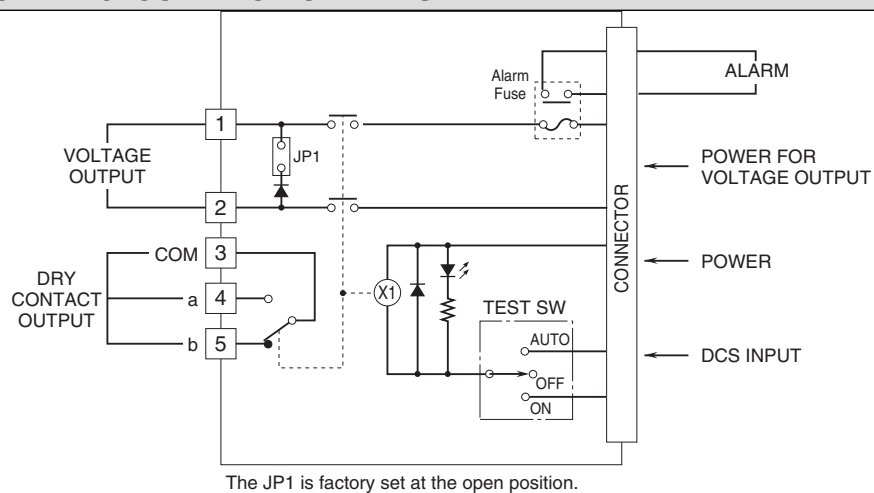 Alarm
Fuse
ALARM
1
VOLTAGE
OUTPUT
JP1
POWER FOR
VOLTAGE OUTPUT
2
CONNECTOR
COM
3
POWER
DRY
CONTACT
OUTPUT
a
4
X1
TEST SW
b
5
AUTO
OFF
ON
DCS INPUT
The JP1 is factory set at the open position.